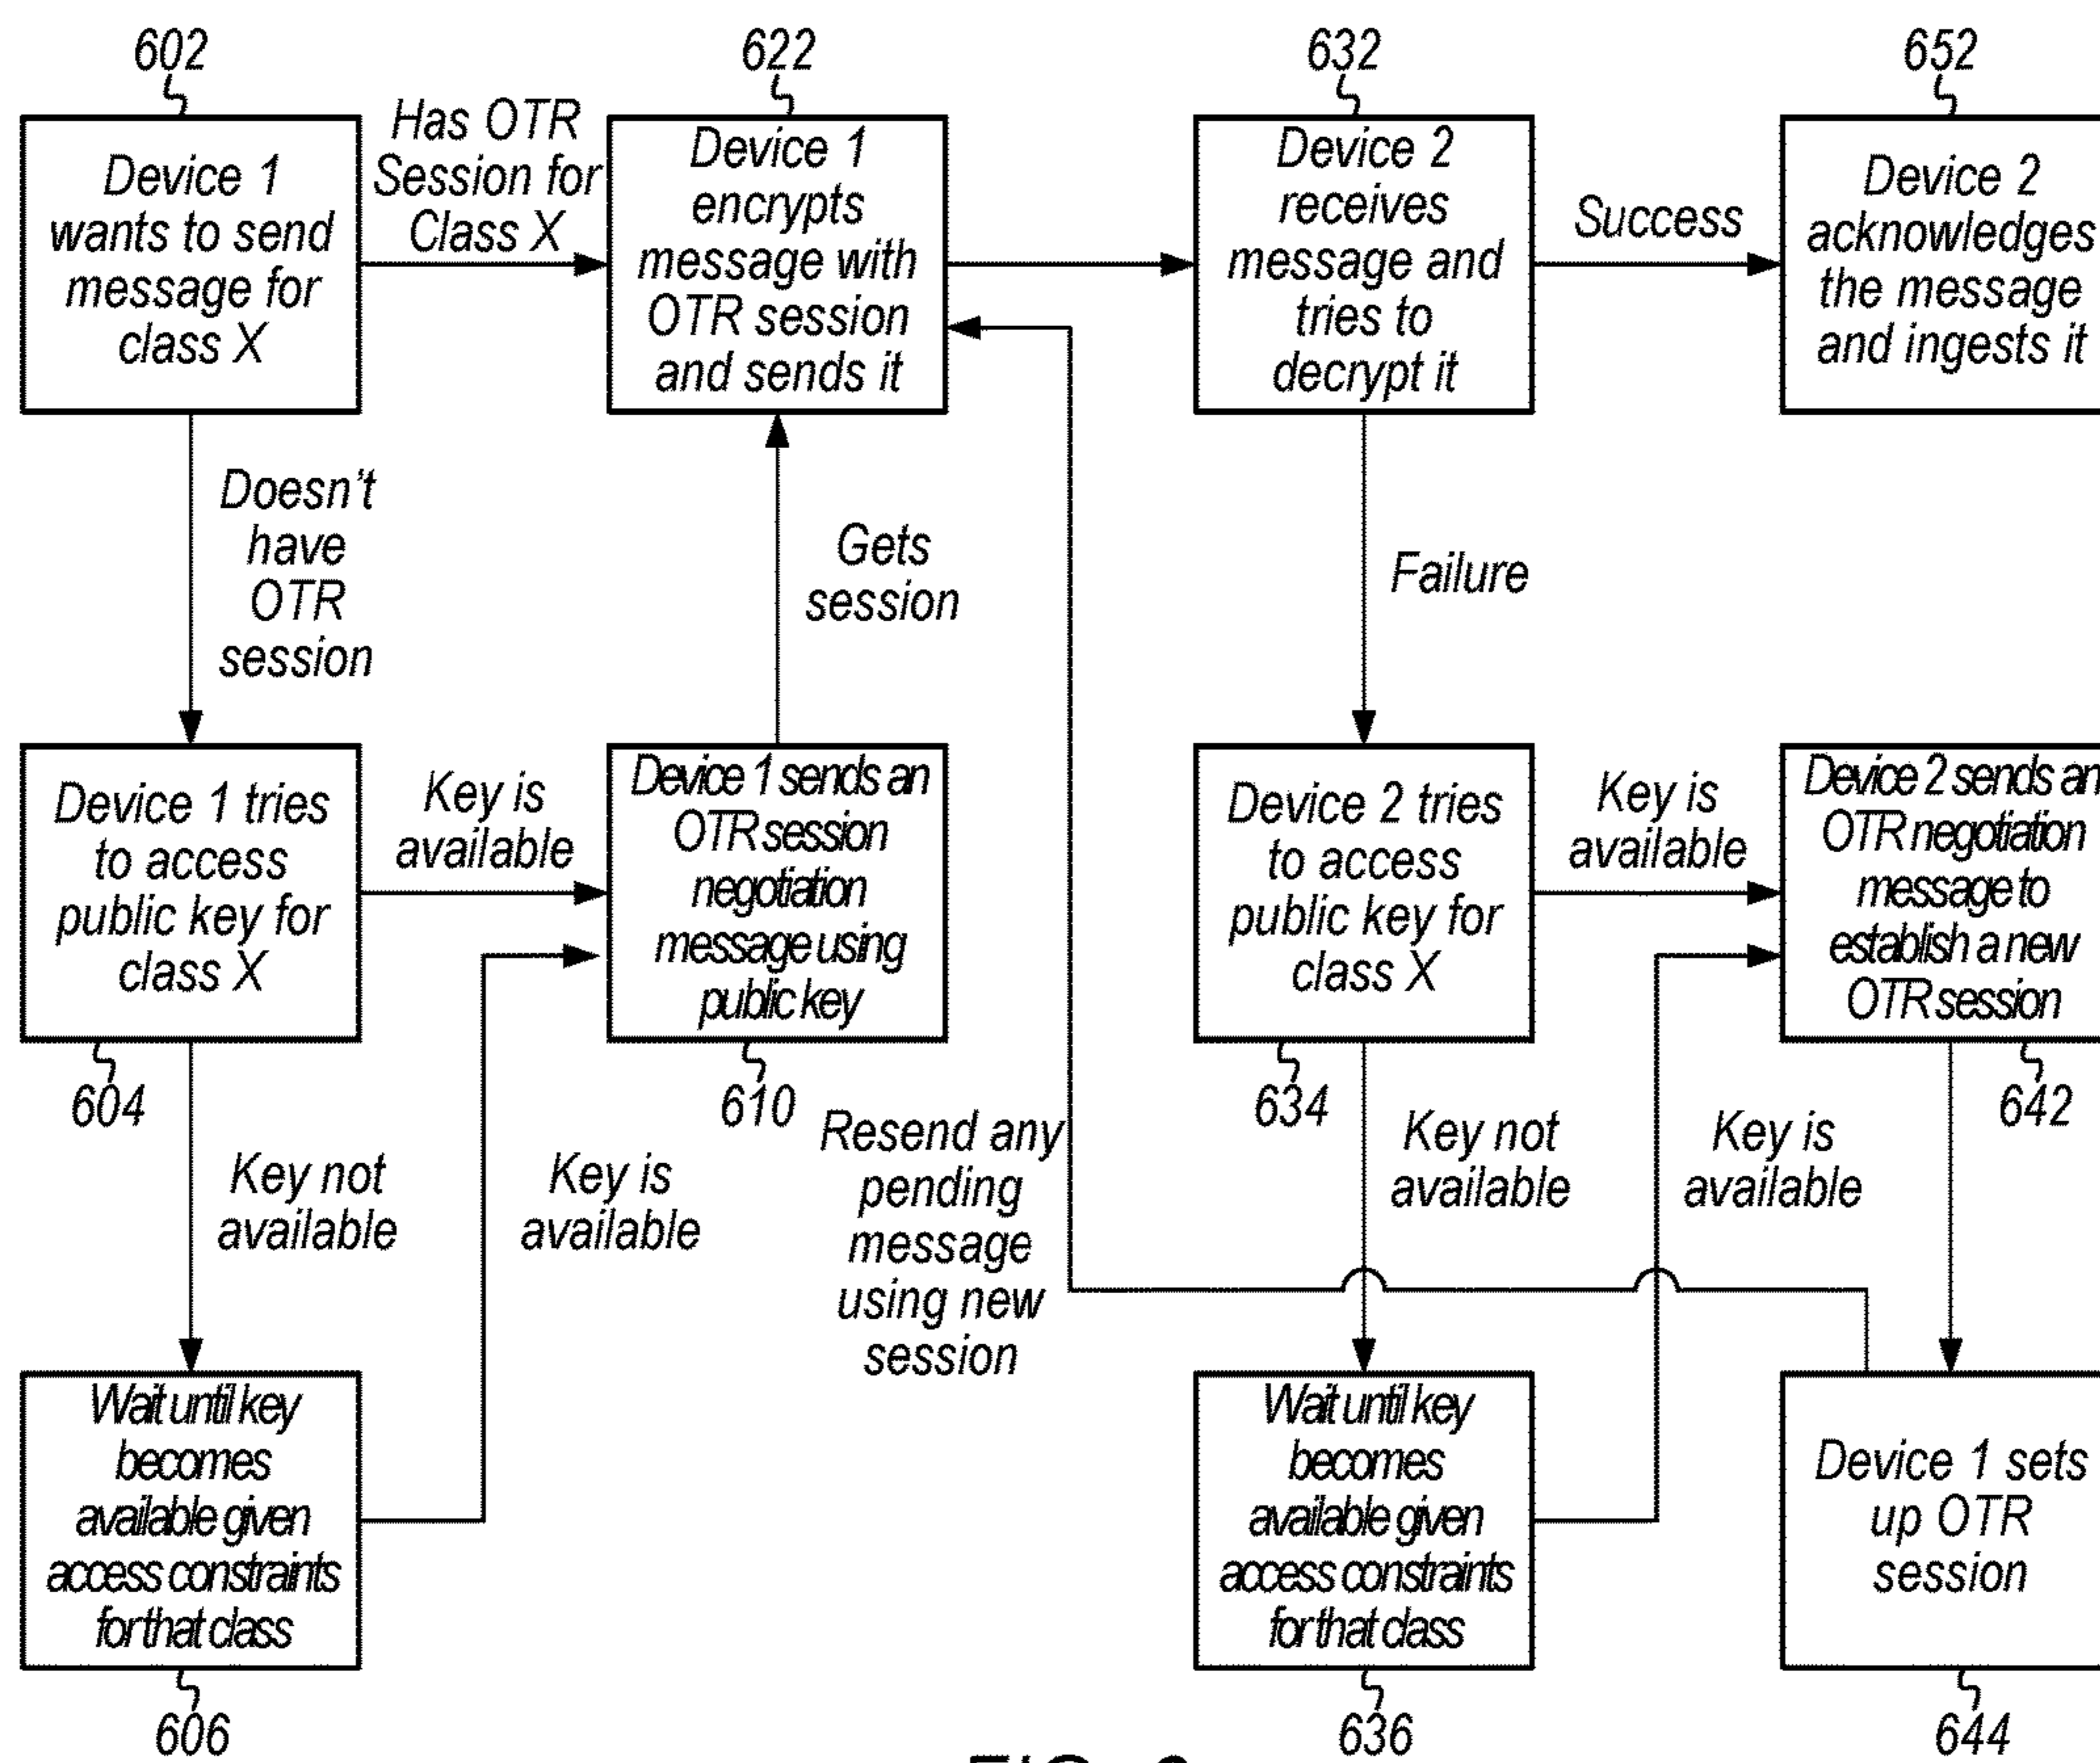 602
622
632
652
Device 1
wants to send
message for
class X
Has OTR
Session for
Class X
Device 1
encrypts
message with
OTR session
and sends it
Device 2
receives
message and
tries to
decrypt it
Success
Device 2
acknowledges
the message
and ingests it
Doesn't
have
OTR
session
Gets
session
Failure
Device 1 tries
to access
public key for
class X
Key is
available
Device 1 sends an
OTR session
negotiation
message using
public key
Device 2 tries
to access
public key for
class X
Key is
available
Device 2 sends an
OTR negotiation
message to
establish a new
OTR session
604
610
634
642
Key not
available
Key is
available
Resend any
pending
message
using new
session
Key not
available
Key is
available
Wait until key
becomes
available given
access constraints
for that class
Wait until key
becomes
available given
access constraints
for that class
Device 1 sets
up OTR
session
606
636
644